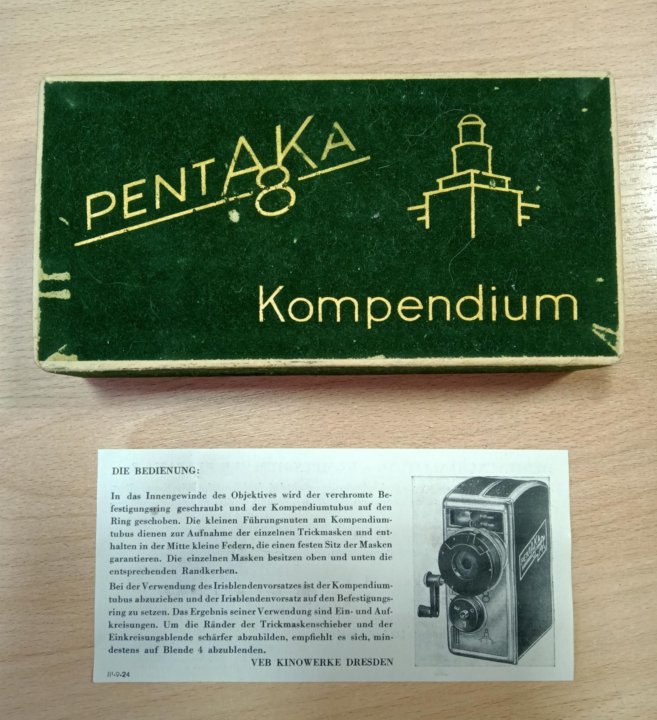 PENTAKA 8
Kompendium
DIE BEDIENUNG:
In das Innengewinde des Objektives wird der verchromte Be-
festigungsring geschraubt und der Kompendiumtubus auf den
Ring geschoben. Die kleinen Führungsnuten am Kompendium-
tubus dienen zur Aufnahme der einzelnen Trickmasken und ent-
halten in der Mitte kleine Federn, die einen festen Sitz der Masken
garantieren. Die einzelnen Masken besitzen oben und unten die
entsprechenden Randkerben.
Bei der Verwendung des Irisblendenvorsatzes ist der Kompendium-
tubus abzuziehen und der Irisblendenvorsatz auf den Befestigungs-
ring zu setzen. Das Ergebnis seiner Verwendung sind Ein- und Auf-
kreisungen. Um die Ränder der Trickmaskenschieber und der
Einkreisungsblende schärfer abzubilden, empfiehlt es sich, min-
destens auf Blende 4 abzublenden.
VEB KINOWERKE DRESDEN